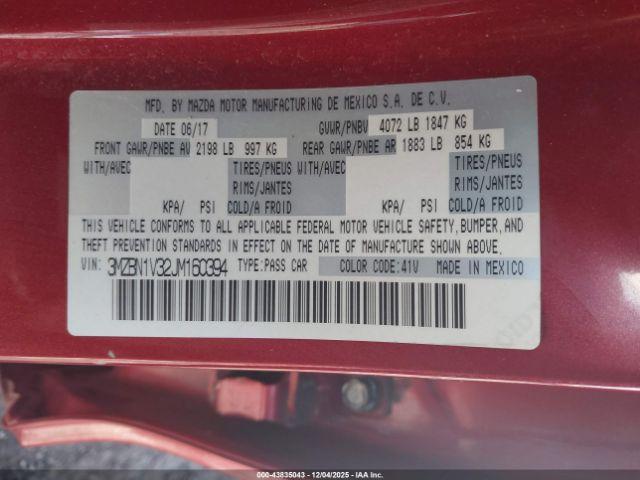 MFD. BY MAZDA MOTOR MANUFACTURING DE MEXICO S.A. DE C.V.
DATE 06/17 GVWR/PNBV 4072 LB 1847 KG
FRONT GAWR/PNBE AV 2198 LB 997 KG REAR GAWR/PNBE AR 1883 LB 854 KG
WITH/AVEC TIRES/PNEUS WITH/AVEC TIRES/PNEUS
RIMS/JANTES RIMS/JANTES
KPA/ PSI COLD/A FROID KPA/ PSI COLD/A FROID
THIS VEHICLE CONFORMS TO ALL APPLICABLE FEDERAL MOTOR VEHICLE SAFETY, BUMPER, AND
THEFT PREVENTION STANDARDS IN EFFECT ON THE DATE OF MANUFACTURE SHOWN ABOVE.
VIN: 3MZBN1V32JM160394 TYPE:PASS CAR COLOR CODE:41V MADE IN MEXICO
000-43835043 | 12/04/2025 - IAA Inc.